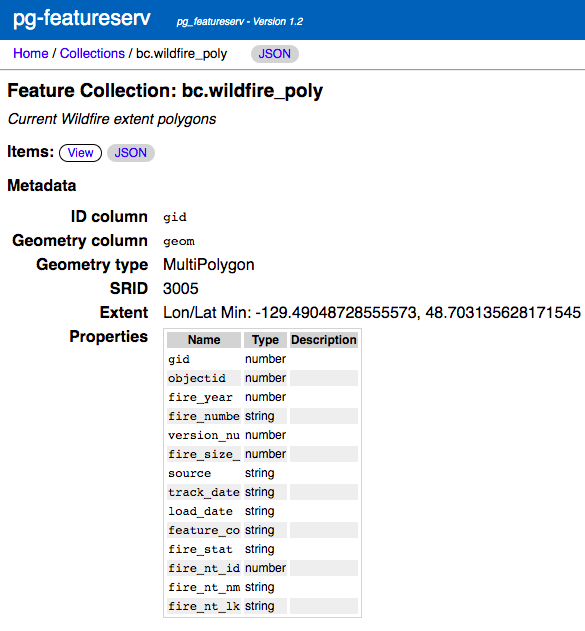 pg-featureserv pg_featureserv - Version 1.2
Home / Collections / bc.wildfire_poly JSON
Feature Collection: bc.wildfire_poly
Current Wildfire extent polygons
Items: View JSON
Metadata
ID column gid
Geometry column geom
Geometry type MultiPolygon
SRID 3005
Extent Lon/Lat Min: -129.49048728555573, 48.703135628171545
Properties
Name Type Description
gid number
objectid number
fire_year number
fire_numbe string
version_nu number
fire_size_ number
source string
track_date string
load_date string
feature_co string
fire_stat string
fire_nt_id number
fire_nt_nm string
fire_nt_lk string